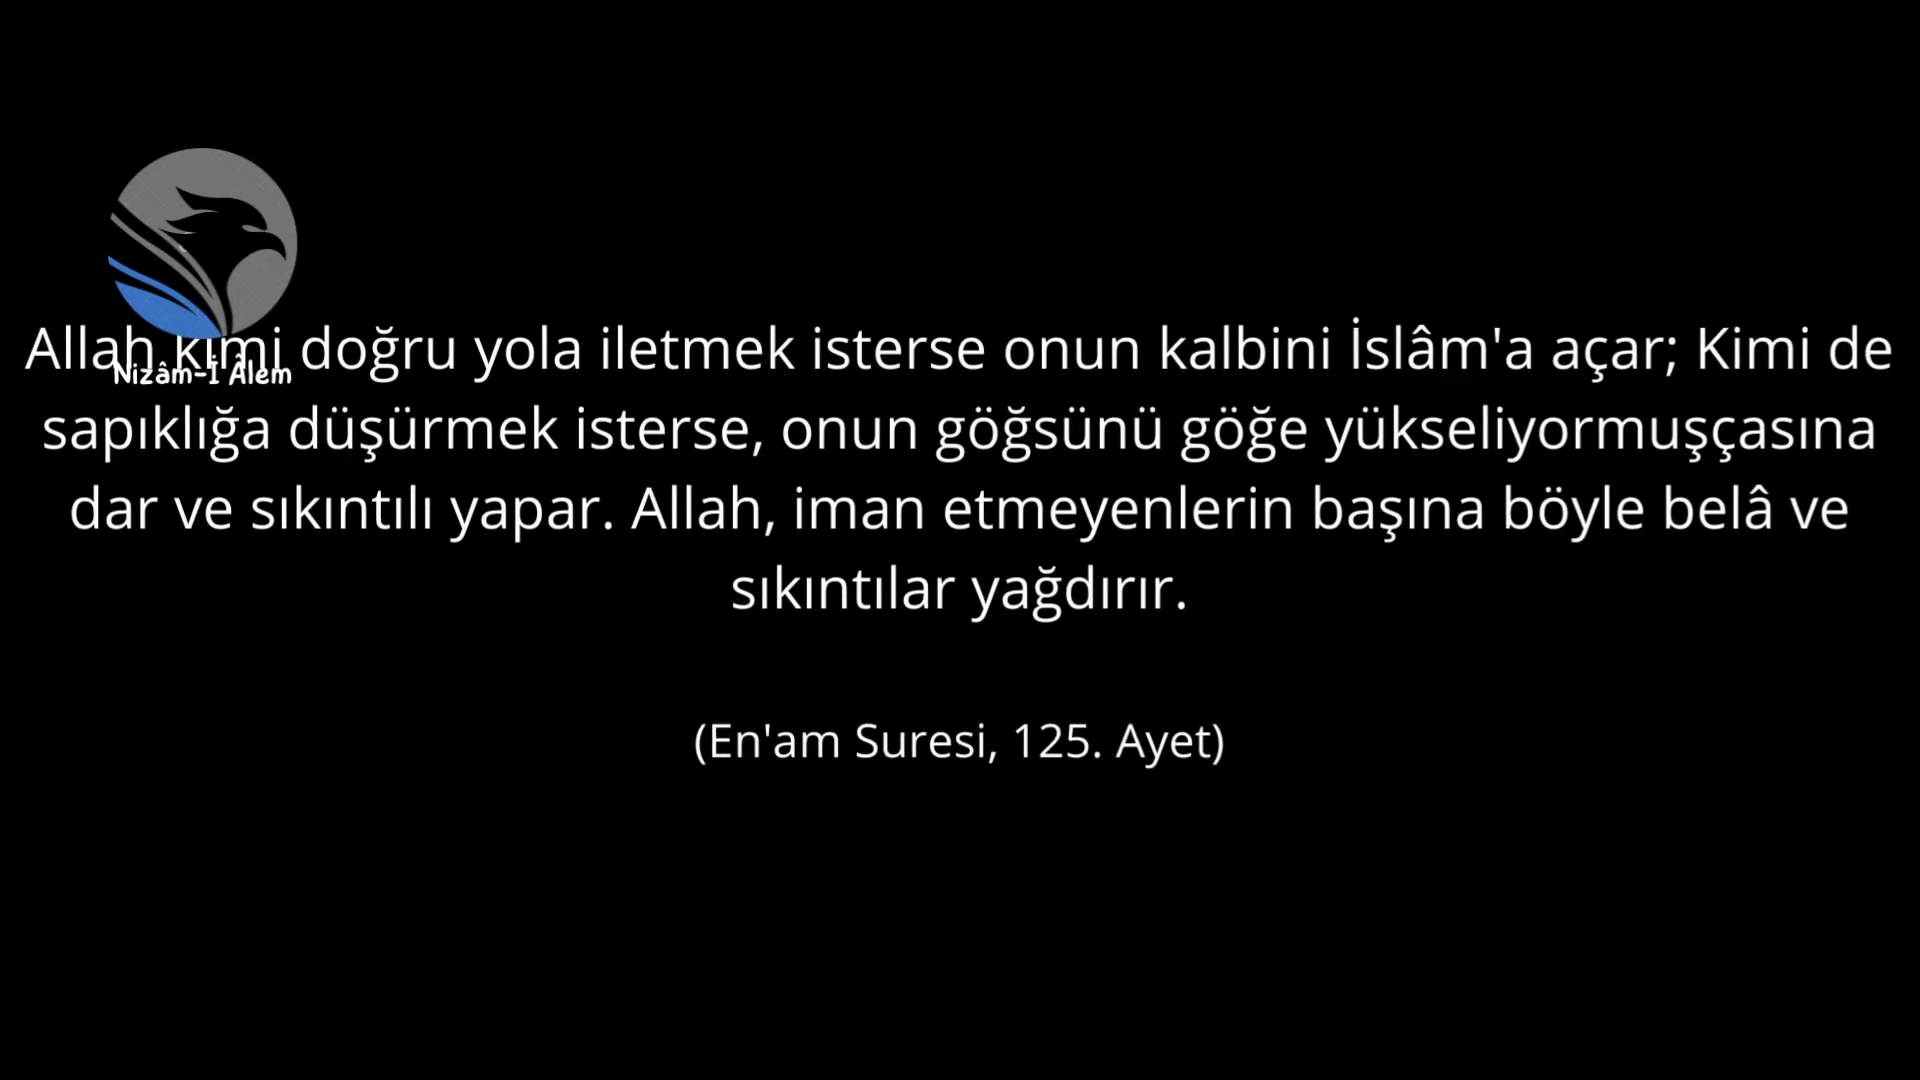 Allah kimi doğru yola iletmek isterse onun kalbini İslâm'a açar; Kimi de
Nizâm-İ Âlem
sapıklığa düşürmek isterse, onun göğsünü göğe yükseliyormuşçasına
dar ve sıkıntılı yapar. Allah, iman etmeyenlerin başına böyle belâ ve
sıkıntılar yağdırır.
(En'am Suresi, 125. Ayet)